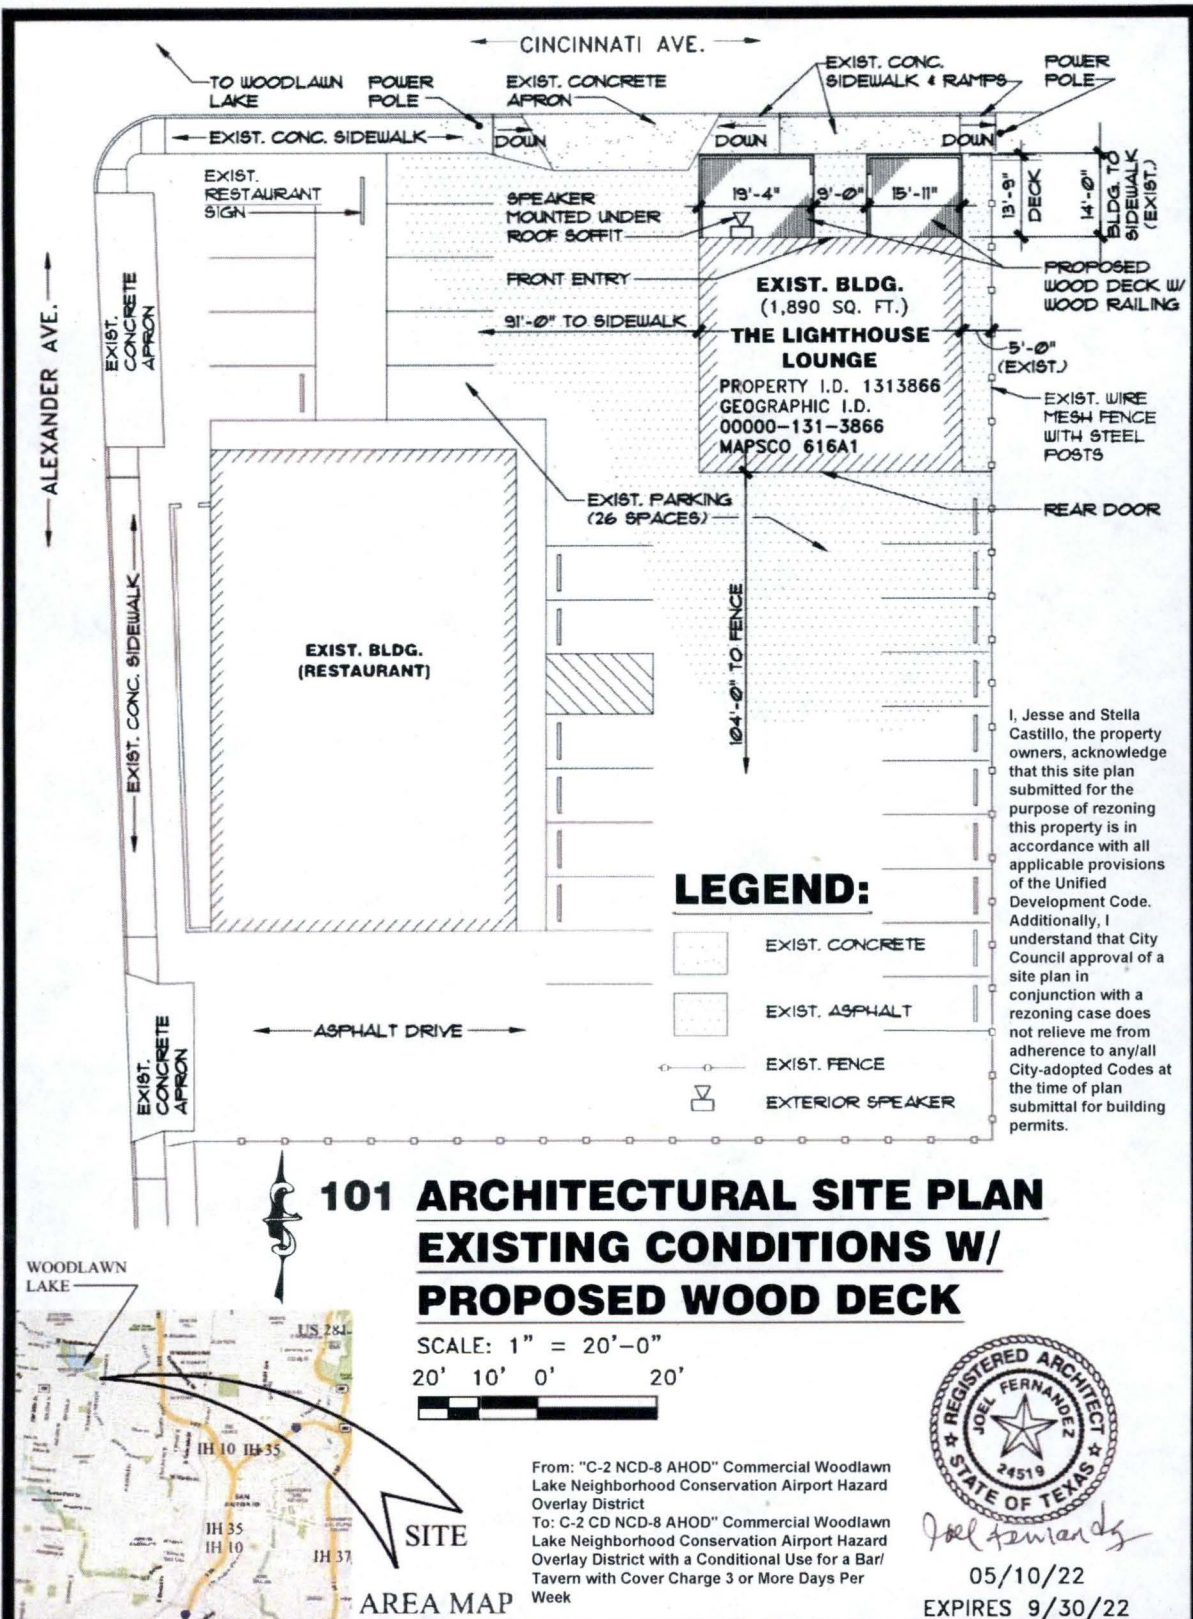 CINCINNATI AVE.
TO WOODLAWN
LAKE
POWER
POLE
EXIST. CONCRETE
APRON
EXIST. CONC.
SIDEWALK & RAMPS
POWER
POLE
EXIST. CONC. SIDEWALK
DOWN
DOWN
DOWN
EXIST.
RESTAURANT
SIGN
SPEAKER
MOUNTED UNDER
ROOF SOFFIT
19'-4"
9'-0"
15'-11"
13'-9"
DECK
14'-0"
BLDG. TO
SIDEWALK
(EXIST.)
FRONT ENTRY
PROPOSED
WOOD DECK W/
WOOD RAILING
EXIST. BLDG.
(1,890 SQ. FT.)
THE LIGHTHOUSE
LOUNGE
PROPERTY I.D. 1313866
GEOGRAPHIC I.D.
00000-131-3866
MAPSCO 616A1
91'-0" TO SIDEWALK
5'-0"
(EXIST.)
EXIST. WIRE
MESH FENCE
WITH STEEL
POSTS
ALEXANDER AVE.
EXIST.
CONCRETE
APRON
EXIST. PARKING
(26 SPACES)
REAR DOOR
EXIST. CONC. SIDEWALK
EXIST. BLDG.
(RESTAURANT)
104'-0" TO FENCE
I, Jesse and Stella
Castillo, the property
owners, acknowledge
that this site plan
submitted for the
purpose of rezoning
this property is in
accordance with all
applicable provisions
of the Unified
Development Code.
Additionally, I
understand that City
Council approval of a
site plan in
conjunction with a
rezoning case does
not relieve me from
adherence to any/all
City-adopted Codes at
the time of plan
submittal for building
permits.
LEGEND:
EXIST. CONCRETE
EXIST. ASPHALT
EXIST. FENCE
EXTERIOR SPEAKER
ASPHALT DRIVE
EXIST.
CONCRETE
APRON
101 ARCHITECTURAL SITE PLAN
EXISTING CONDITIONS W/
PROPOSED WOOD DECK
SCALE: 1" = 20'-0"
20' 10' 0' 20'
WOODLAWN
LAKE
US 281
IH 10 IH 35
SAN
ANTONIO
IH 35
IH 10
IH 37
SITE
AREA MAP
From: "C-2 NCD-8 AHOD" Commercial Woodlawn
Lake Neighborhood Conservation Airport Hazard
Overlay District
To: C-2 CD NCD-8 AHOD" Commercial Woodlawn
Lake Neighborhood Conservation Airport Hazard
Overlay District with a Conditional Use for a Bar/
Tavern with Cover Charge 3 or More Days Per
Week
REGISTERED ARCHITECT
JOEL FERNANDEZ
24519
STATE OF TEXAS
Joel Fernandez
05/10/22
EXPIRES 9/30/22